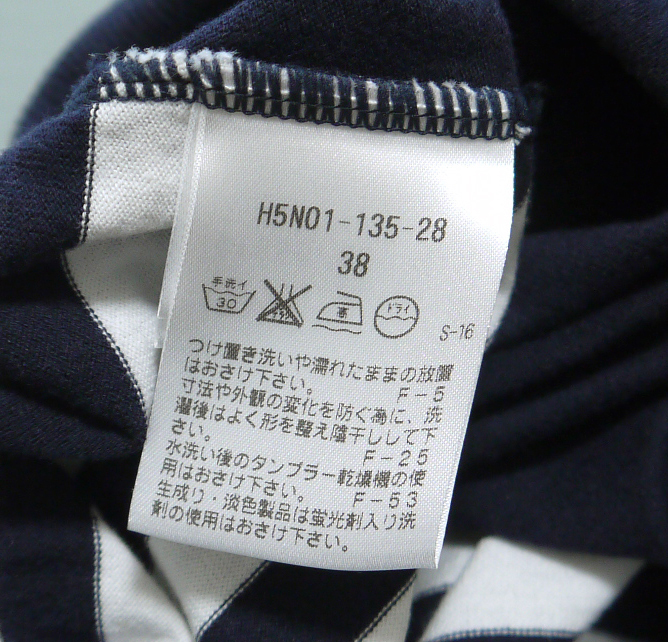 H5N01-135-28
38
手洗イ
30
高
ドライ
S-16
つけ置き洗いや濡れたままの放置
はおさけ下さい。 F-5
寸法や外観の変化を防ぐ為に、洗
濯後はよく形を整え陰干しして下
さい。 F-25
水洗い後のタンブラー乾燥機の使
用はおさけ下さい。 F-53
生成り・淡色製品は蛍光剤入り洗
剤の使用はおさけ下さい。